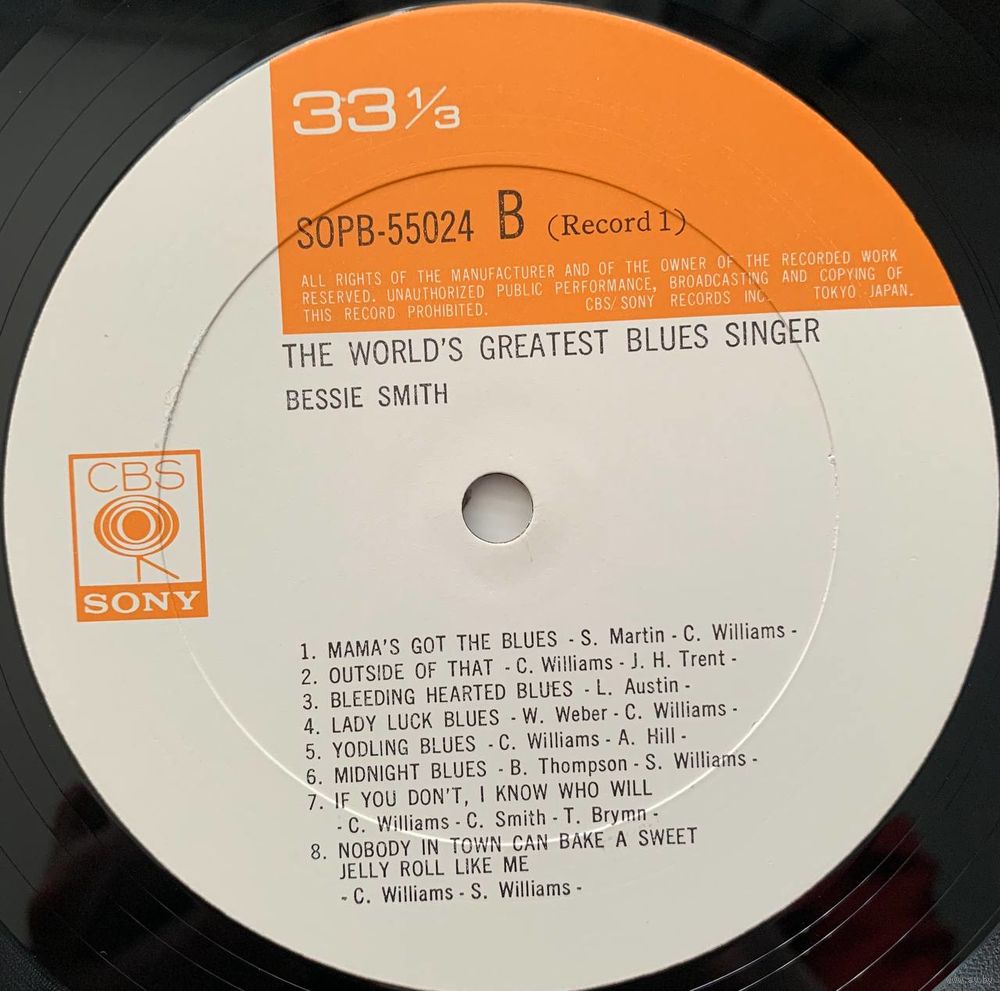 33 1/3
SOPB-55024 B (Record 1)
ALL RIGHTS OF THE MANUFACTURER AND OF THE OWNER OF THE RECORDED WORK
RESERVED. UNAUTHORIZED PUBLIC PERFORMANCE, BROADCASTING AND COPYING OF
THIS RECORD PROHIBITED. CBS/SONY RECORDS INC. TOKYO JAPAN.
THE WORLD'S GREATEST BLUES SINGER
BESSIE SMITH
CBS
SONY
1. MAMA'S GOT THE BLUES - S. Martin - C. Williams -
2. OUTSIDE OF THAT - C. Williams - J. H. Trent -
3. BLEEDING HEARTED BLUES - L. Austin -
4. LADY LUCK BLUES - W. Weber - C. Williams -
5. YODLING BLUES - C. Williams - A. Hill -
6. MIDNIGHT BLUES - B. Thompson - S. Williams -
7. IF YOU DON'T, I KNOW WHO WILL
- C. Williams - C. Smith - T. Brymn -
8. NOBODY IN TOWN CAN BAKE A SWEET
JELLY ROLL LIKE ME
- C. Williams - S. Williams -